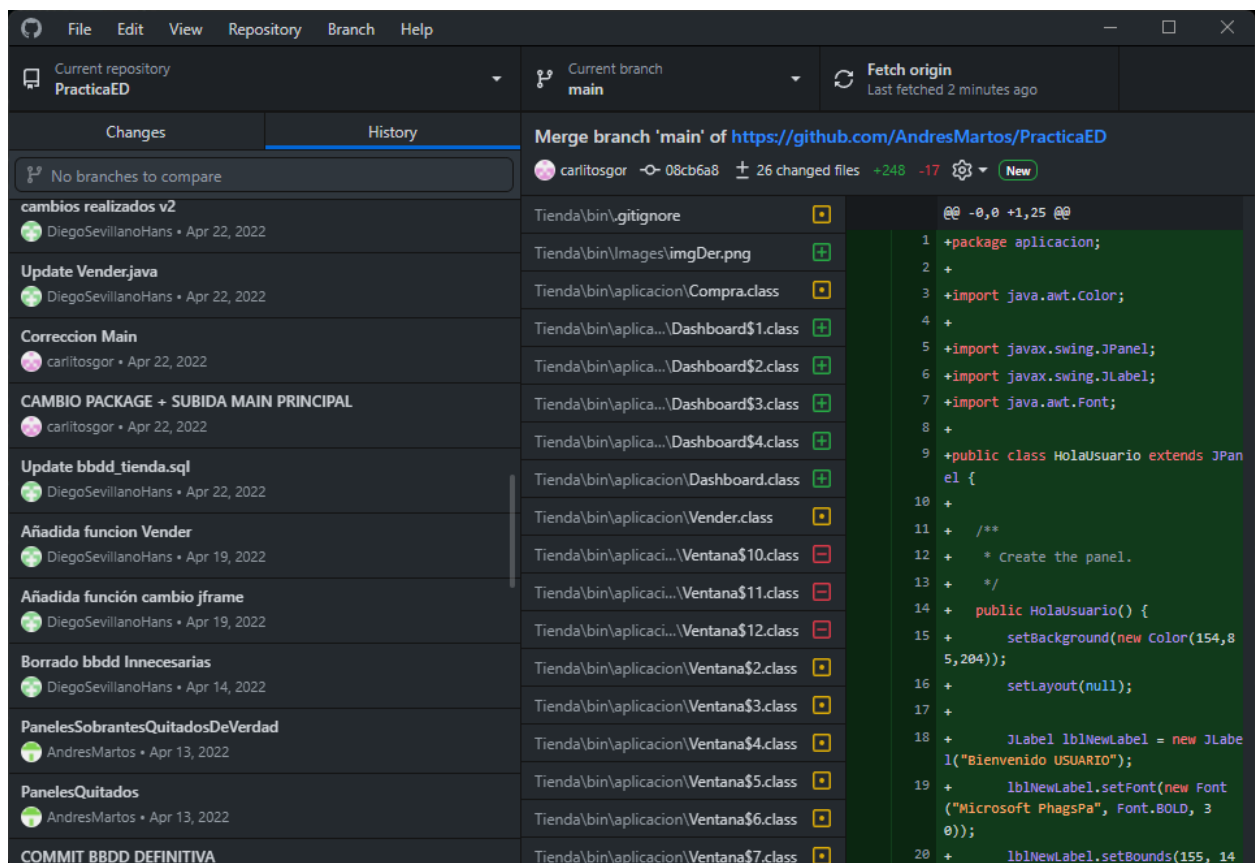 File Edit View Repository Branch Help
Current repository
PracticaED
Current branch
main
Fetch origin
Last fetched 2 minutes ago
Changes History
No branches to compare
cambios realizados v2
DiegoSevillanoHans • Apr 22, 2022
Update Vender.java
DiegoSevillanoHans • Apr 22, 2022
Correccion Main
carlitosgor • Apr 22, 2022
CAMBIO PACKAGE + SUBIDA MAIN PRINCIPAL
carlitosgor • Apr 22, 2022
Update bbdd_tienda.sql
DiegoSevillanoHans • Apr 22, 2022
Añadida funcion Vender
DiegoSevillanoHans • Apr 19, 2022
Añadida función cambio jframe
DiegoSevillanoHans • Apr 19, 2022
Borrado bbdd Innecesarias
DiegoSevillanoHans • Apr 14, 2022
PanelesSobrantesQuitadosDeVerdad
AndresMartos • Apr 13, 2022
PanelesQuitados
AndresMartos • Apr 13, 2022
COMMIT BBDD DEFINITIVA
Merge branch 'main' of https://github.com/AndresMartos/PracticaED
carlitosgor 08cb6a8 26 changed files +248 -17 New
Tienda\bin\.gitignore
Tienda\bin\Images\imgDer.png
Tienda\bin\aplicacion\Compra.class
Tienda\bin\aplica...\Dashboard$1.class
Tienda\bin\aplica...\Dashboard$2.class
Tienda\bin\aplica...\Dashboard$3.class
Tienda\bin\aplica...\Dashboard$4.class
Tienda\bin\aplicacion\Dashboard.class
Tienda\bin\aplicacion\Vender.class
Tienda\bin\aplicaci...\Ventana$10.class
Tienda\bin\aplicaci...\Ventana$11.class
Tienda\bin\aplicaci...\Ventana$12.class
Tienda\bin\aplicacion\Ventana$2.class
Tienda\bin\aplicacion\Ventana$3.class
Tienda\bin\aplicacion\Ventana$4.class
Tienda\bin\aplicacion\Ventana$5.class
Tienda\bin\aplicacion\Ventana$6.class
Tienda\bin\aplicacion\Ventana$7.class
@@ -0,0 +1,25 @@
1 +package aplicacion;
2 +
3 +import java.awt.Color;
4 +
5 +import javax.swing.JPanel;
6 +import javax.swing.JLabel;
7 +import java.awt.Font;
8 +
9 +public class HolaUsuario extends JPan
el {
10 +
11 + /**
12 + * Create the panel.
13 + */
14 + public HolaUsuario() {
15 + setBackground(new Color(154,8
5,204));
16 + setLayout(null);
17 +
18 + JLabel lblNewLabel = new JLabe
l("Bienvenido USUARIO");
19 + lblNewLabel.setFont(new Font
("Microsoft PhagsPa", Font.BOLD, 3
0));
20 + lblNewLabel.setBounds(155, 14